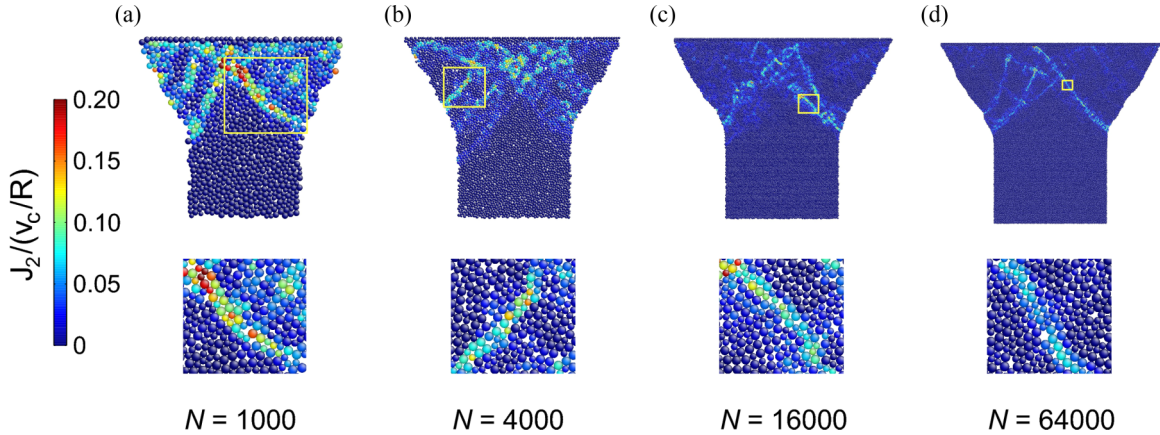 (a)
(b)
(c)
(d)
J2/(vc/R)
0.20
0.15
0.10
0.05
0
N = 1000
N = 4000
N = 16000
N = 64000